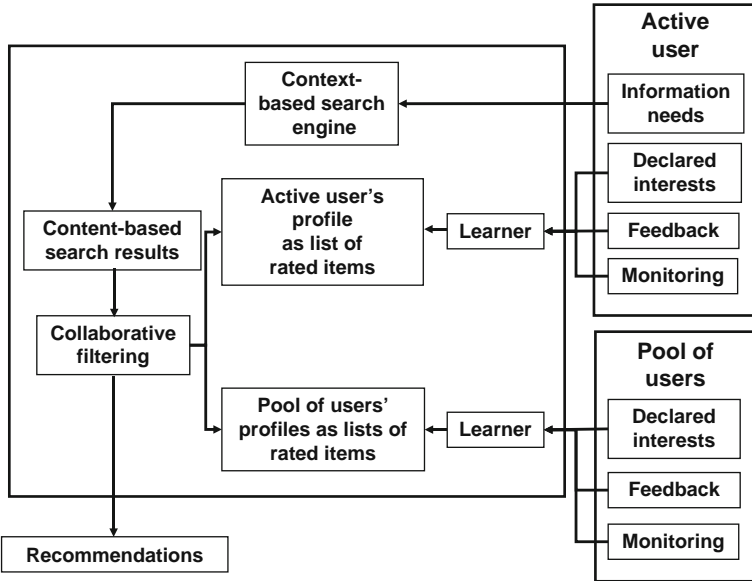 Active
user
Context-
based search
engine
Information
needs
Declared
interests
Active user's
profile
as list of
rated items
Learner
Feedback
Monitoring
Content-based
search results
Collaborative
filtering
Pool of
users
Pool of users'
profiles as lists of
rated items
Learner
Declared
interests
Feedback
Monitoring
Recommendations